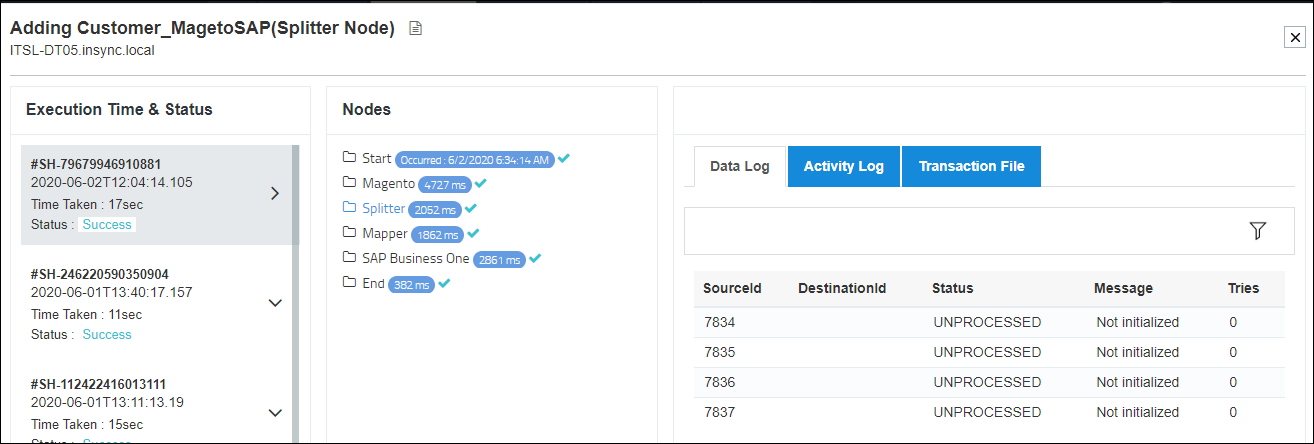 Adding Customer_MagetoSAP(Splitter Node)
ITSL-DT05.insync.local
Execution Time & Status
#SH-79679946910881
2020-06-02T12:04:14.105
Time Taken : 17sec
Status : Success
#SH-246220590350904
2020-06-01T13:40:17.157
Time Taken : 11sec
Status : Success
#SH-112422416013111
2020-06-01T13:11:13.19
Time Taken : 15sec
Status : Success
Nodes
Start Occurred : 6/2/2020 6:34:14 AM
Magento 4727 ms
Splitter 2052 ms
Mapper 1862 ms
SAP Business One 2861 ms
End 382 ms
Data Log Activity Log Transaction File
SourceId DestinationId Status Message Tries
7834 UNPROCESSED Not initialized 0
7835 UNPROCESSED Not initialized 0
7836 UNPROCESSED Not initialized 0
7837 UNPROCESSED Not initialized 0